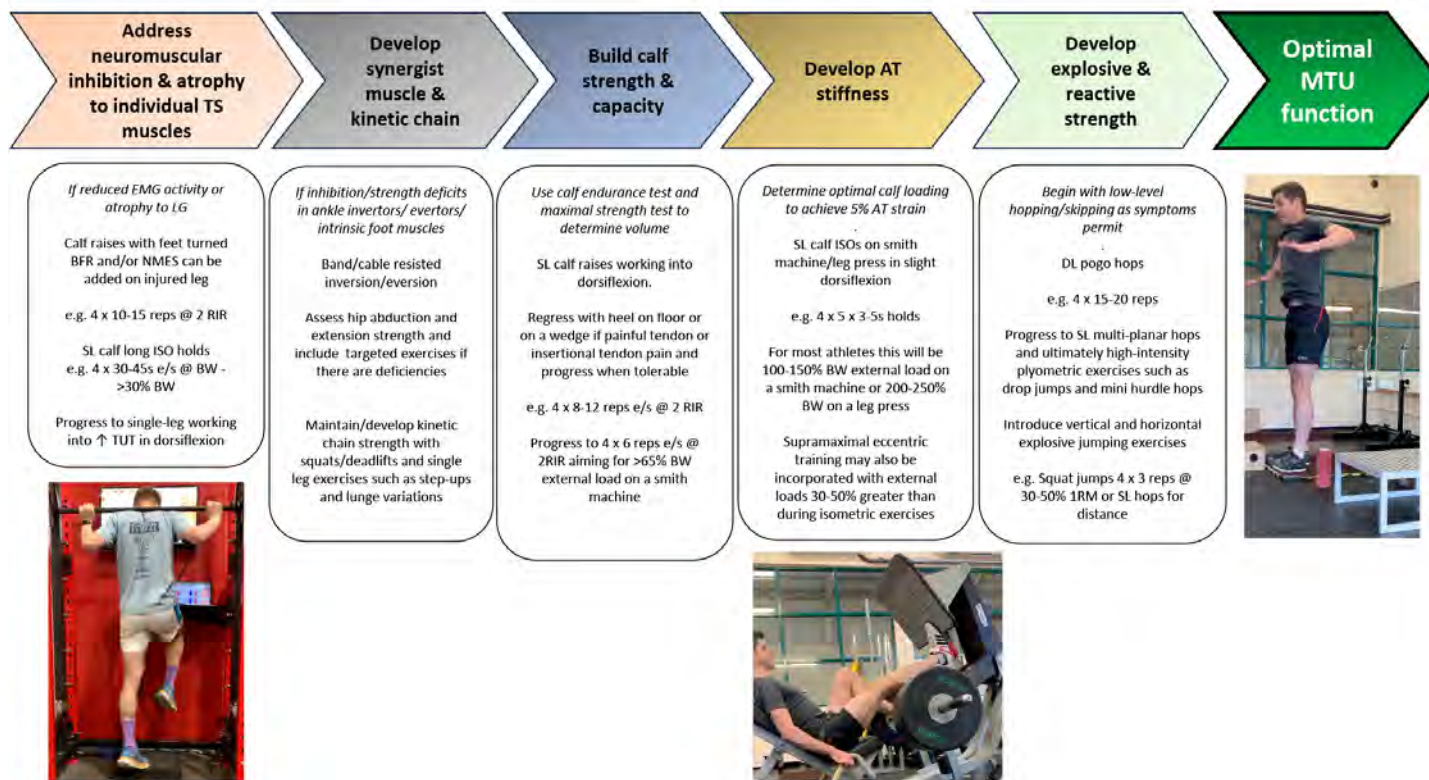 Address
neuromuscular
inhibition & atrophy
to individual TS
muscles
Develop
synergist
muscle &
kinetic chain
Build calf
strength &
capacity
Develop AT
stiffness
Develop
explosive &
reactive
strength
Optimal
MTU
function
If reduced EMG activity or
atrophy to LG
Calf raises with feet turned
BFR and/or NMES can be
added on injured leg
e.g. 4 x 10-15 reps @ 2 RIR
SL calf long ISO holds
e.g. 4 x 30-45s e/s @ BW -
>30% BW
Progress to single-leg working
into ↑ TUT in dorsiflexion
If inhibition/strength deficits
in ankle invertors/ evertors/
intrinsic foot muscles
Band/cable resisted
inversion/eversion
Assess hip abduction and
extension strength and
include targeted exercises if
there are deficiencies
Maintain/develop kinetic
chain strength with
squats/deadlifts and single
leg exercises such as step-ups
and lunge variations
Use calf endurance test and
maximal strength test to
determine volume
SL calf raises working into
dorsiflexion.
Regress with heel on floor or
on a wedge if painful tendon or
insertional tendon pain and
progress when tolerable
e.g. 4 x 8-12 reps e/s @ 2 RIR
Progress to 4 x 6 reps e/s @
2RIR aiming for >65% BW
external load on a smith
machine
Determine optimal calf loading
to achieve 5% AT strain
.
SL calf ISOs on smith
machine/leg press in slight
dorsiflexion
e.g. 4 x 5 x 3-5s holds
For most athletes this will be
100-150% BW external load on
a smith machine or 200-250%
BW on a leg press
Supramaximal eccentric
training may also be
incorporated with external
loads 30-50% greater than
during isometric exercises
Begin with low-level
hopping/skipping as symptoms
permit
.
DL pogo hops
e.g. 4 x 15-20 reps
Progress to SL multi-planar hops
and ultimately high-intensity
plyometric exercises such as
drop jumps and mini hurdle hops
Introduce vertical and horizontal
explosive jumping exercises
e.g. Squat jumps 4 x 3 reps @
30-50% 1RM or SL hops for
distance